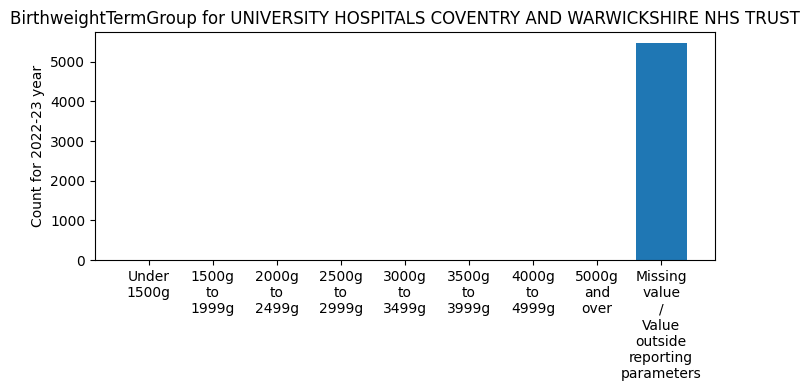 BirthweightTermGroup for UNIVERSITY HOSPITALS COVENTRY AND WARWICKSHIRE NHS TRUST
Count for 2022-23 year
5000
4000
3000
2000
1000
0
Under
1500g
1500g
to
1999g
2000g
to
2499g
2500g
to
2999g
3000g
to
3499g
3500g
to
3999g
4000g
to
4999g
5000g
and
over
Missing
value
/
Value
outside
reporting
parameters